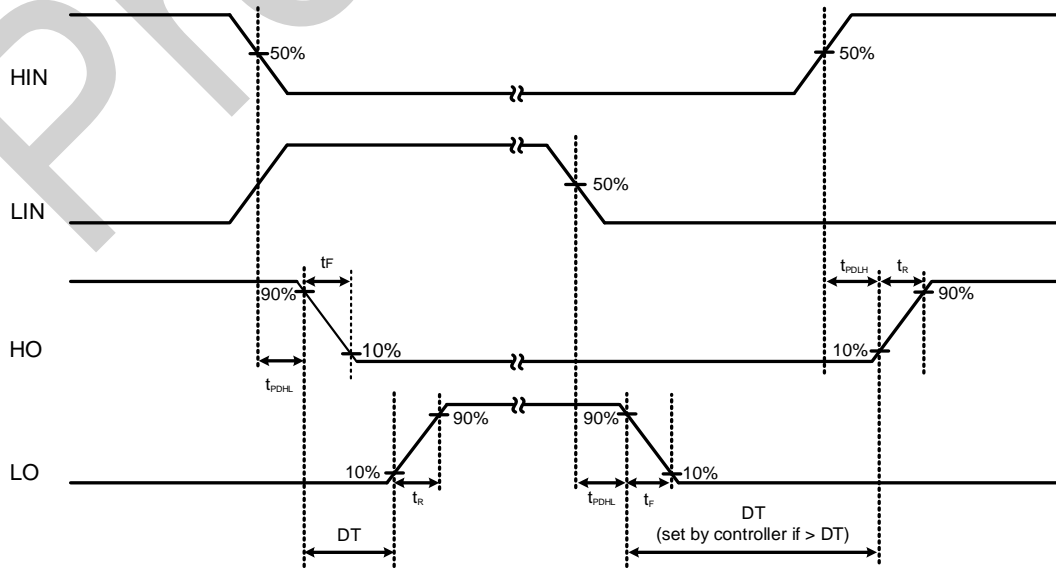 HIN
50%
50%
LIN
50%
tF
tPDLH
tR
90%
90%
HO
10%
10%
tPDHL
90%
90%
LO
10%
10%
tR
tPDHL
tF
DT
DT
(set by controller if > DT)